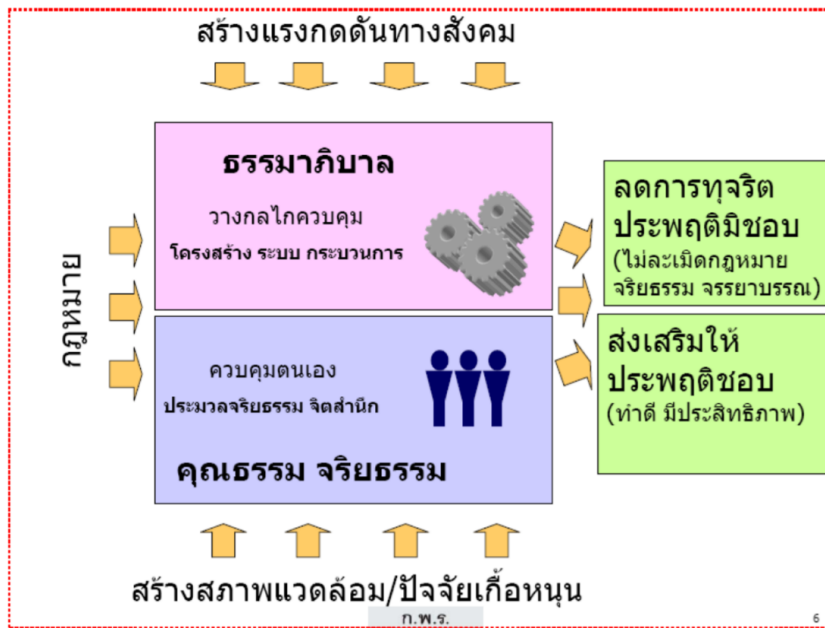 สร้างแรงกดดันทางสังคม
ธรรมาภิบาล
วางกลไกควบคุม
โครงสร้าง ระบบ กระบวนการ
กฎหมาย
ควบคุมตนเอง
ประมวลจริยธรรม จิตสำนึก
คุณธรรม จริยธรรม
ลดการทุจริต
ประพฤติมิชอบ
(ไม่ละเมิดกฎหมาย
จริยธรรม จรรยาบรรณ)
ส่งเสริมให้
ประพฤติชอบ
(ทำดี มีประสิทธิภาพ)
สร้างสภาพแวดล้อม/ปัจจัยเกื้อหนุน
ก.พ.ร.
6